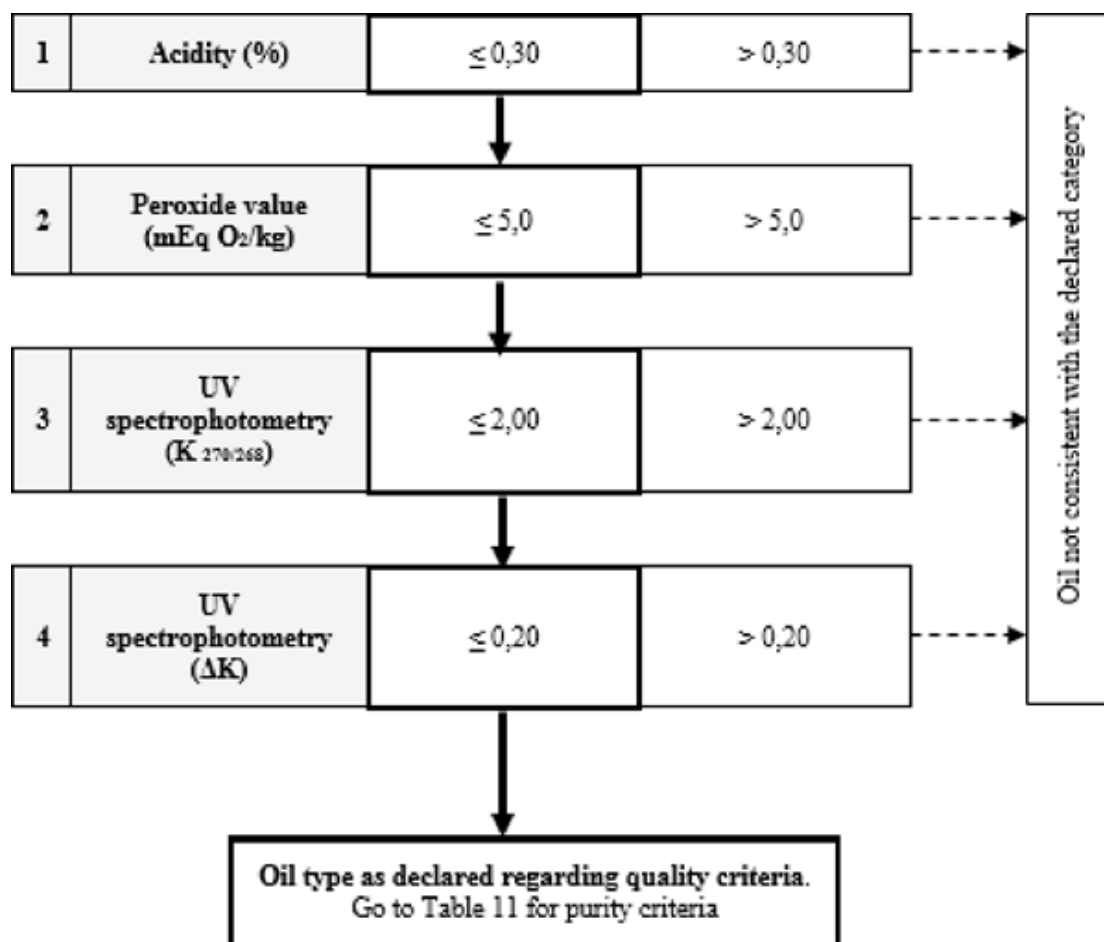 1 Acidity (%) ≤ 0,30 > 0,30
2 Peroxide value
(mEq O₂/kg) ≤ 5,0 > 5,0
3 UV
spectrophotometry
(K 270/268) ≤ 2,00 > 2,00
4 UV
spectrophotometry
(ΔK) ≤ 0,20 > 0,20
Oil not consistent with the declared category
Oil type as declared regarding quality criteria.
Go to Table 11 for purity criteria